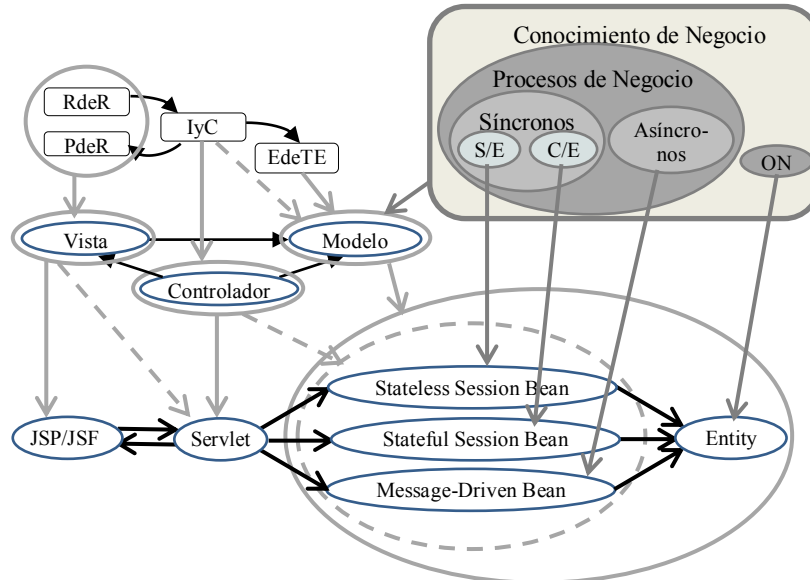 Conocimiento de Negocio
Procesos de Negocio
RdeR
IyC
Síncronos
Asíncro-
nos
PdeR
EdeTE
S/E
C/E
ON
Vista
Modelo
Controlador
Stateless Session Bean
JSP/JSF
Servlet
Stateful Session Bean
Entity
Message-Driven Bean